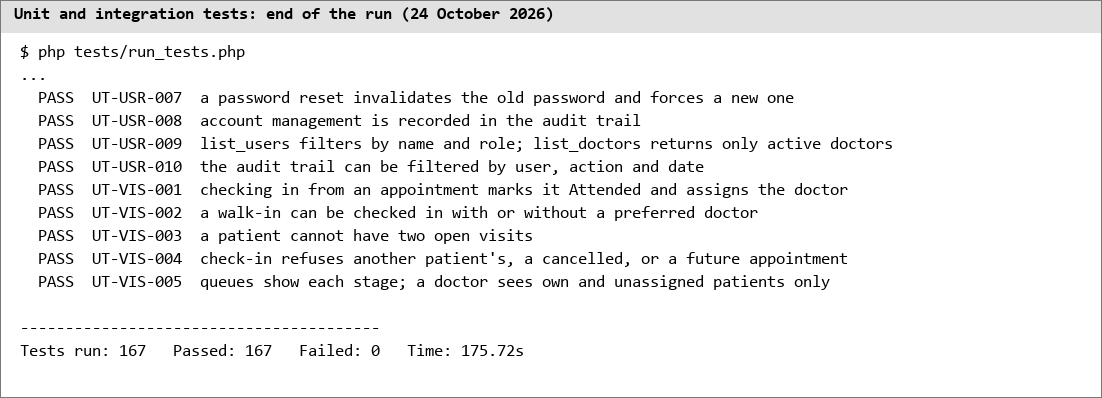 Unit and integration tests: end of the run (24 October 2026)
$ php tests/run_tests.php
...
PASS  UT-USR-007  a password reset invalidates the old password and forces a new one
PASS  UT-USR-008  account management is recorded in the audit trail
PASS  UT-USR-009  list_users filters by name and role; list_doctors returns only active doctors
PASS  UT-USR-010  the audit trail can be filtered by user, action and date
PASS  UT-VIS-001  checking in from an appointment marks it Attended and assigns the doctor
PASS  UT-VIS-002  a walk-in can be checked in with or without a preferred doctor
PASS  UT-VIS-003  a patient cannot have two open visits
PASS  UT-VIS-004  check-in refuses another patient's, a cancelled, or a future appointment
PASS  UT-VIS-005  queues show each stage; a doctor sees own and unassigned patients only
----------------------------------------
Tests run: 167   Passed: 167   Failed: 0   Time: 175.72s